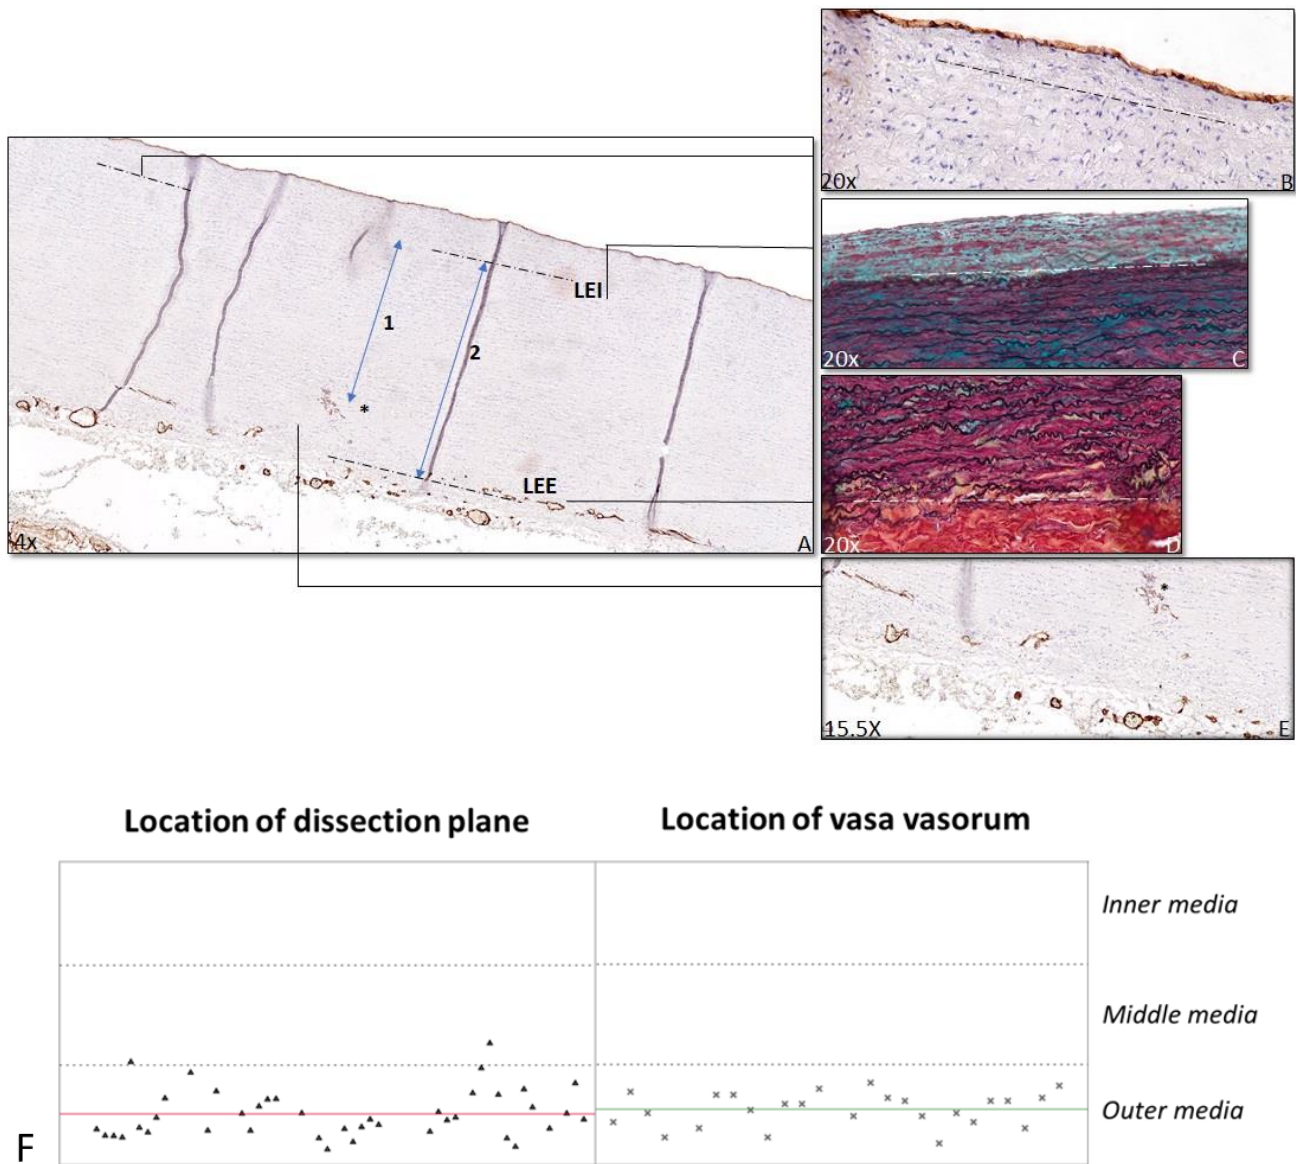 20x
B
1
LEI
2
*
LEE
4x
A
20x
C
20x
D
*
15.5X
E
Location of dissection plane
Location of vasa vasorum
Inner media
Middle media
Outer media
F